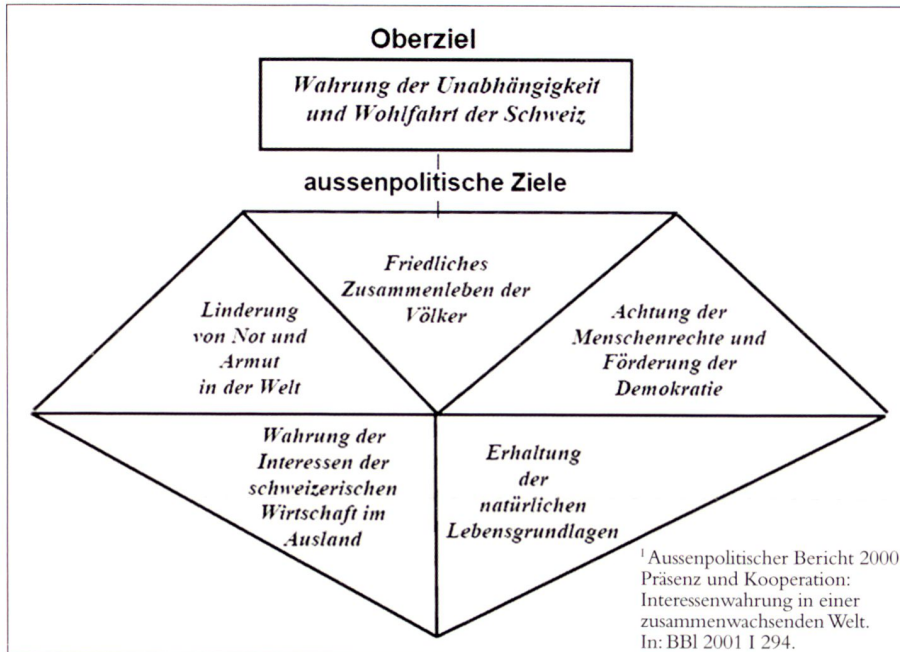 Oberziel
Wahrung der Unabhängigkeit
und Wohlfahrt der Schweiz
aussenpolitische Ziele
Friedliches
Zusammenleben der
Völker
Linderung
von Not und
Armut
in der Welt
Achtung der
Menschenrechte und
Förderung der
Demokratie
Wahrung der
Interessen der
schweizerischen
Wirtschaft im
Ausland
Erhaltung
der
natürlichen
Lebensgrundlagen
¹ Aussenpolitischer Bericht 2000
Präsenz und Kooperation:
Interessenwahrung in einer
zusammenwachsenden Welt.
In: BBl 2001 I 294.